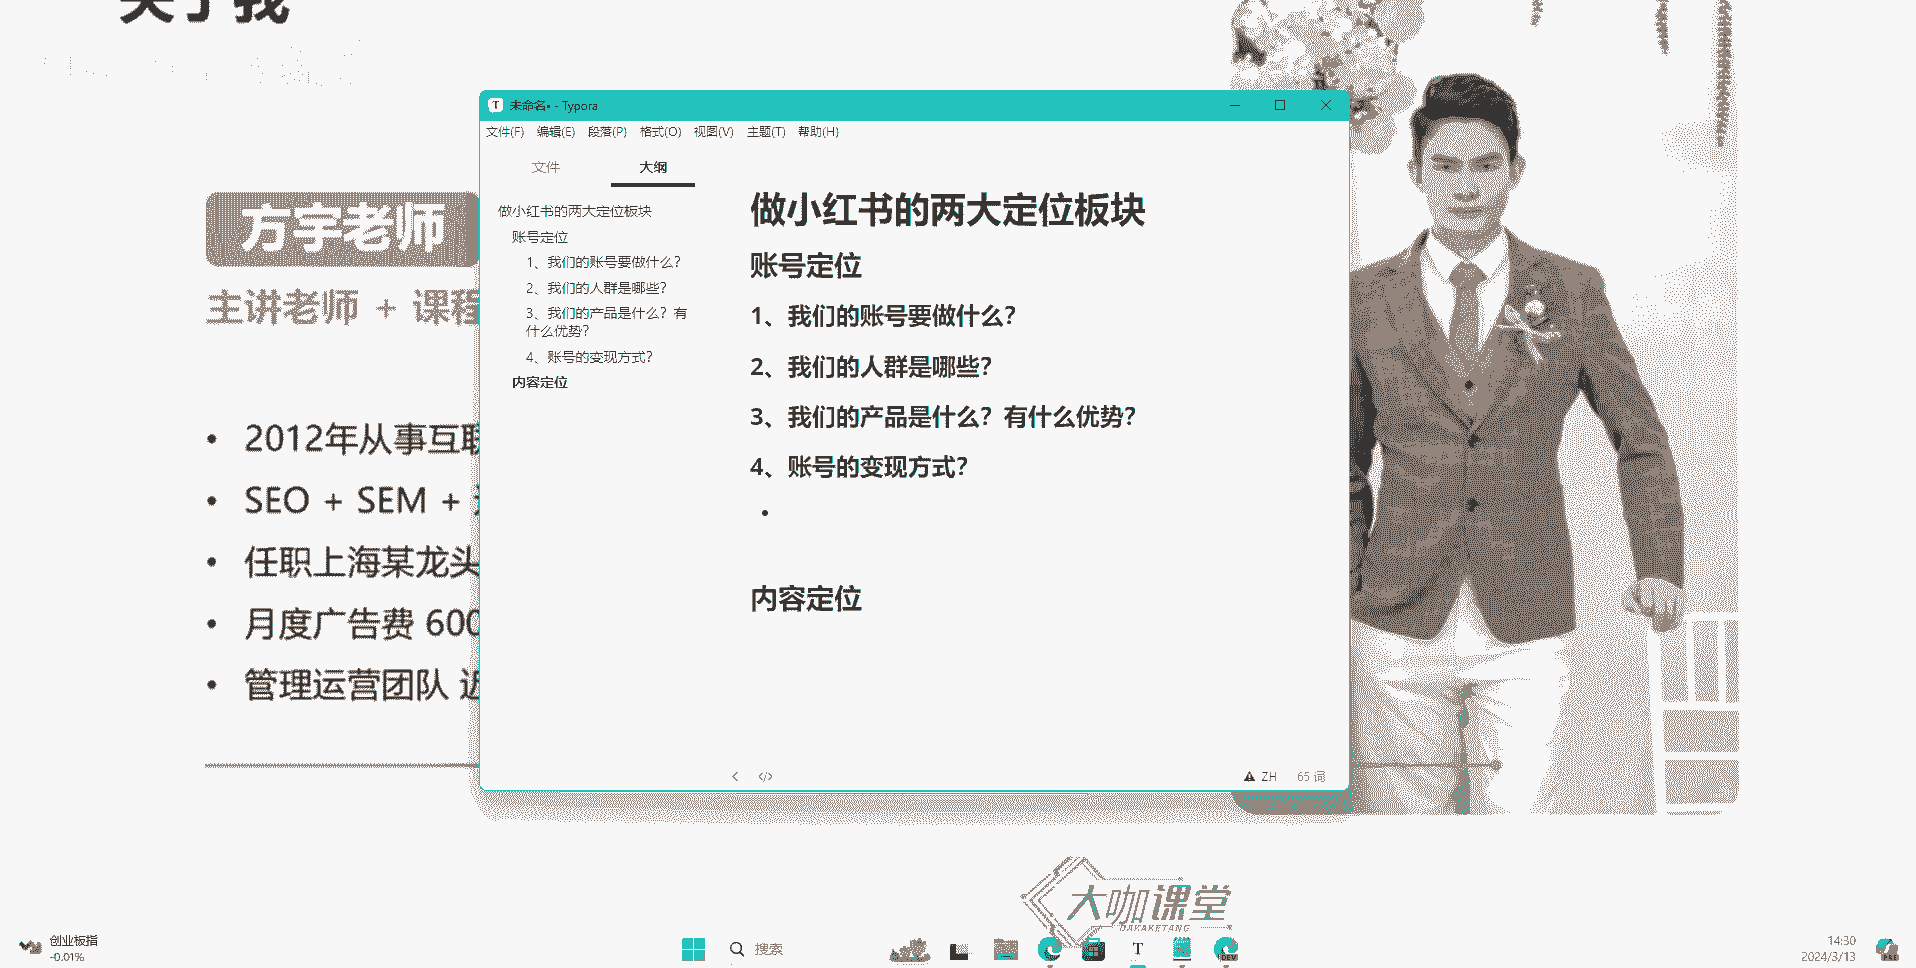 关于我
未命名• - Typora
文件(F) 编辑(E) 段落(P) 格式(O) 视图(V) 主题(T) 帮助(H)
文件 大纲
做小红书的两大定位板块
账号定位
1、我们的账号要做什么?
2、我们的人群是哪些?
3、我们的产品是什么?有
什么优势?
4、账号的变现方式?
内容定位
做小红书的两大定位板块
账号定位
1、我们的账号要做什么?
2、我们的人群是哪些?
3、我们的产品是什么?有什么优势?
4、账号的变现方式?
•
内容定位
</> ZH 65 词
方宇老师
主讲老师 + 课程
• 2012年从事互联
• SEO + SEM +
• 任职上海某龙头
• 月度广告费 600
• 管理运营团队 近
大咖课堂
DAKAKETANG
创业板指
-0.01%
搜索
T
DEV
14:30
2024/3/13
PRE